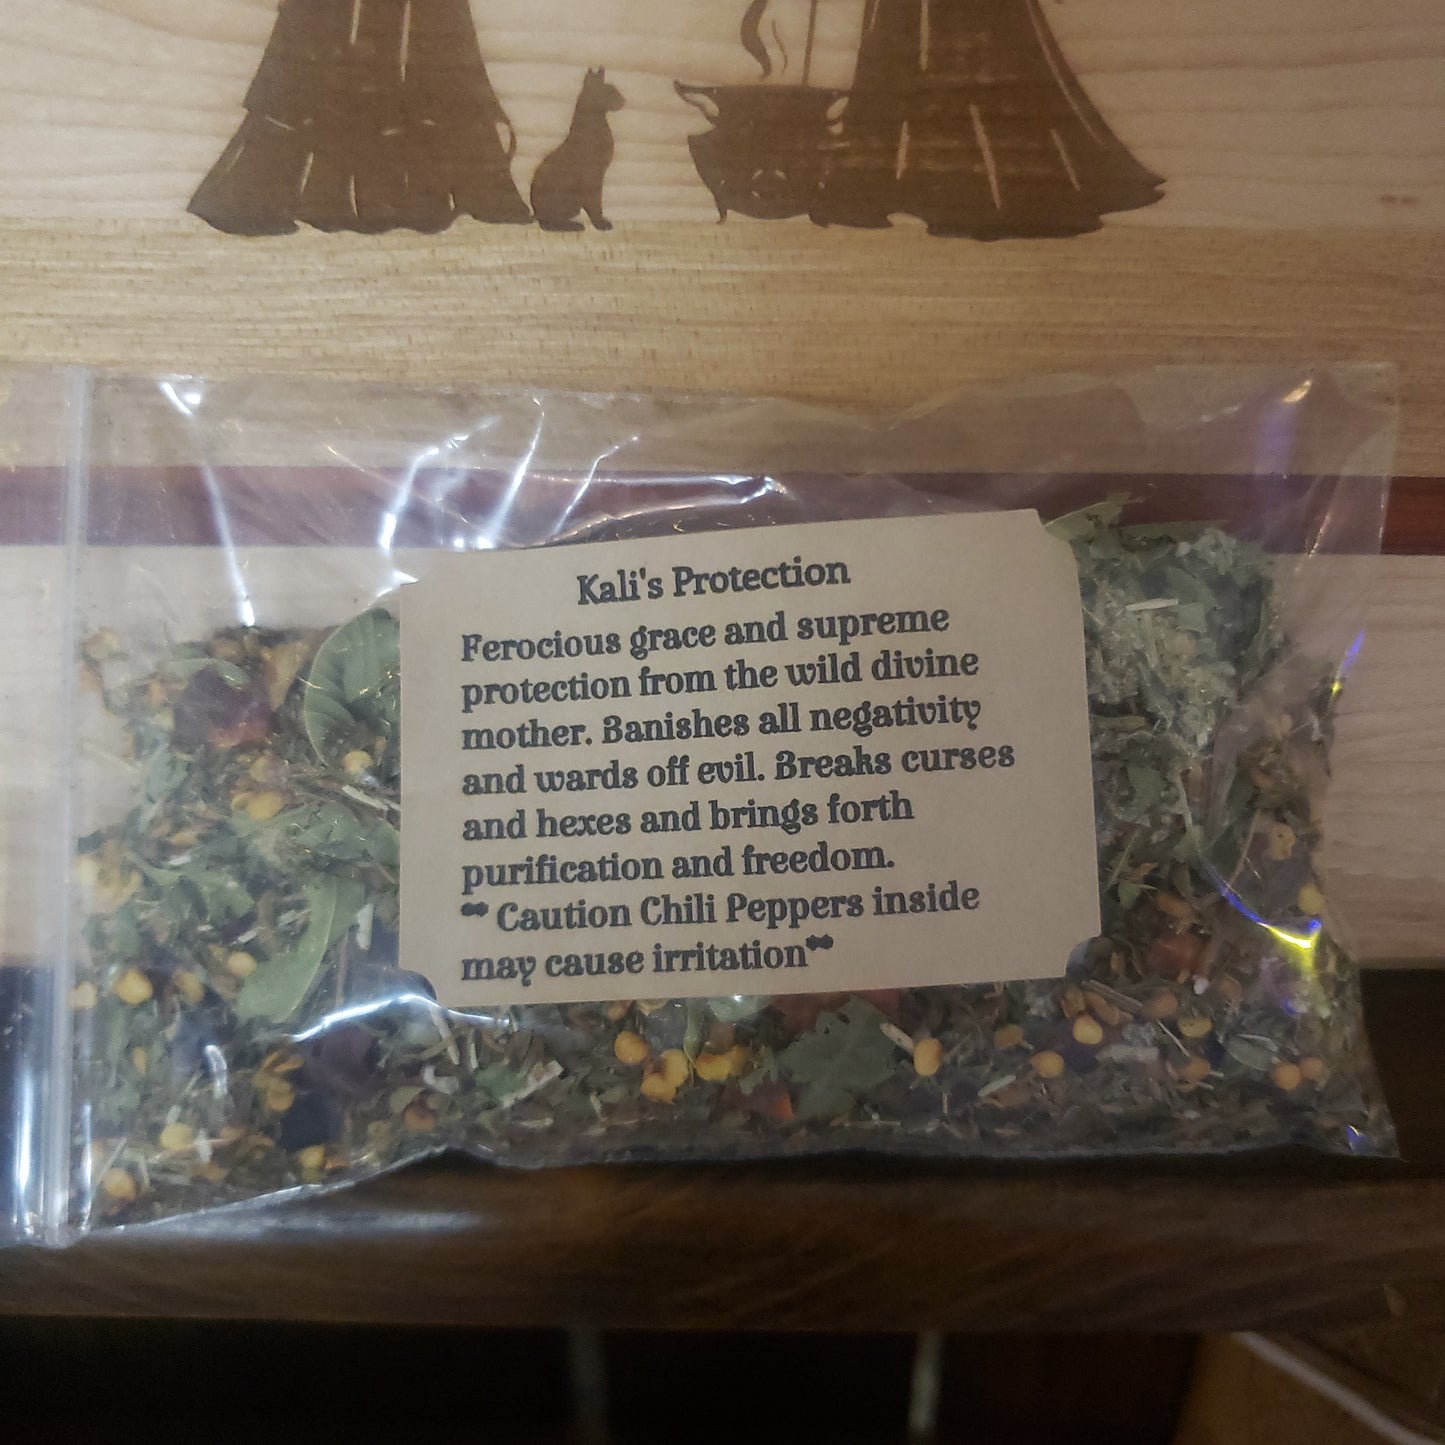 Kali's Protection
Ferocious grace and supreme
protection from the wild divine
mother. Banishes all negativity
and wards off evil. Breaks curses
and hexes and brings forth
purification and freedom.
** Caution Chili Peppers inside
may cause irritation**